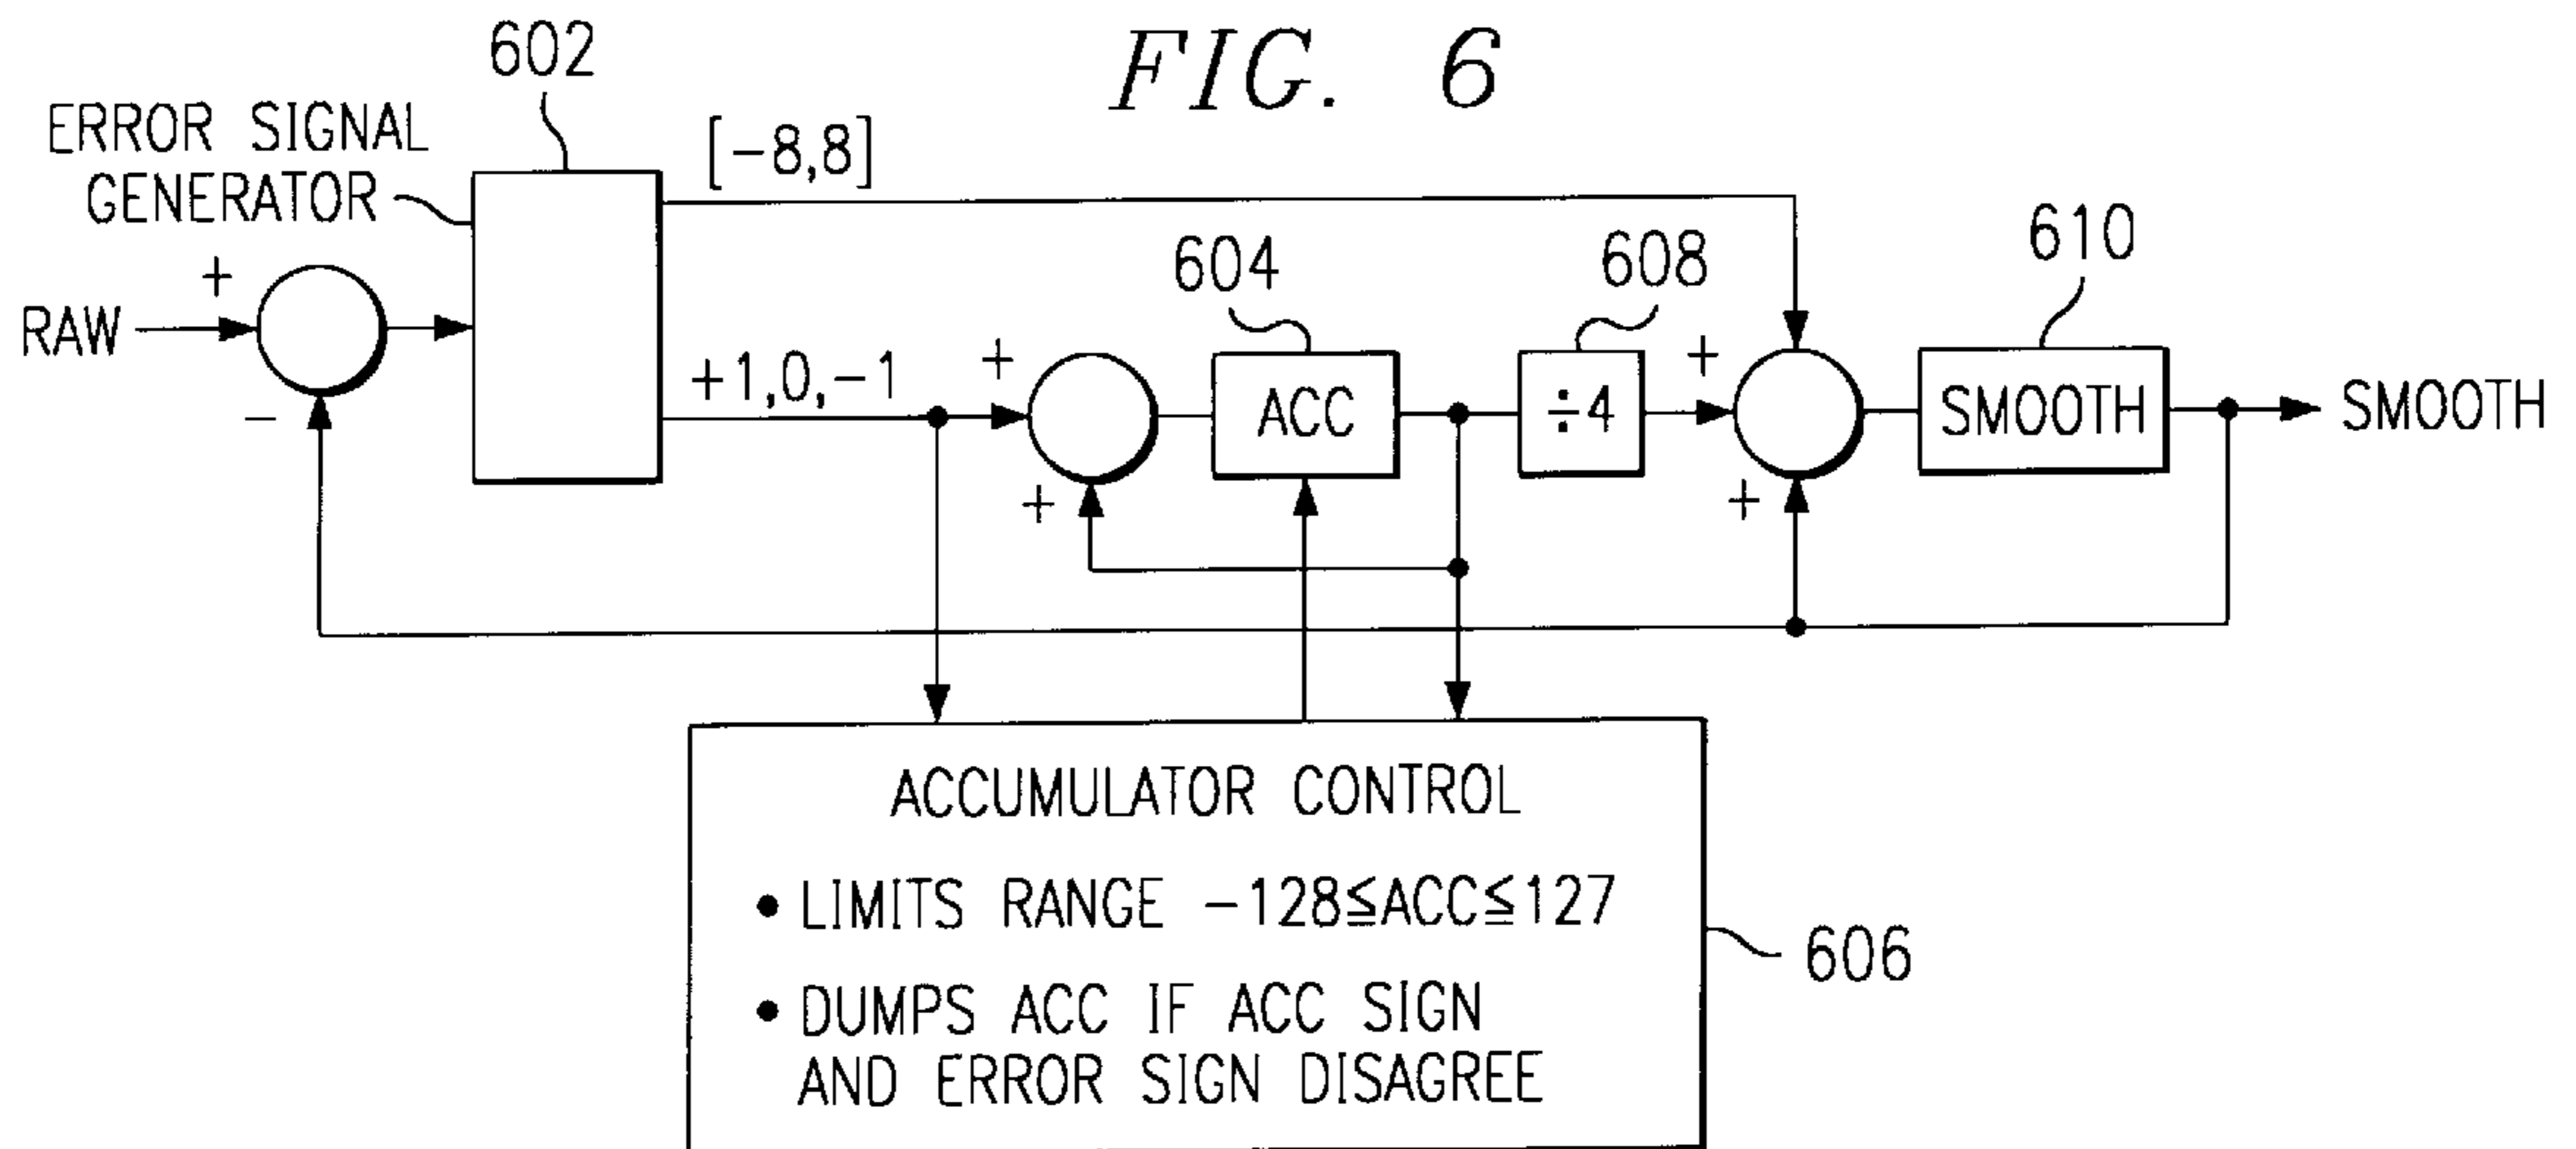 FIG. 6
602
ERROR SIGNAL
GENERATOR
[-8,8]
+
RAW
-
+1,0,-1
+
+
604
ACC
608
÷4
+
+
610
SMOOTH
SMOOTH
ACCUMULATOR CONTROL
• LIMITS RANGE -128≦ACC≦127
• DUMPS ACC IF ACC SIGN
AND ERROR SIGN DISAGREE
606